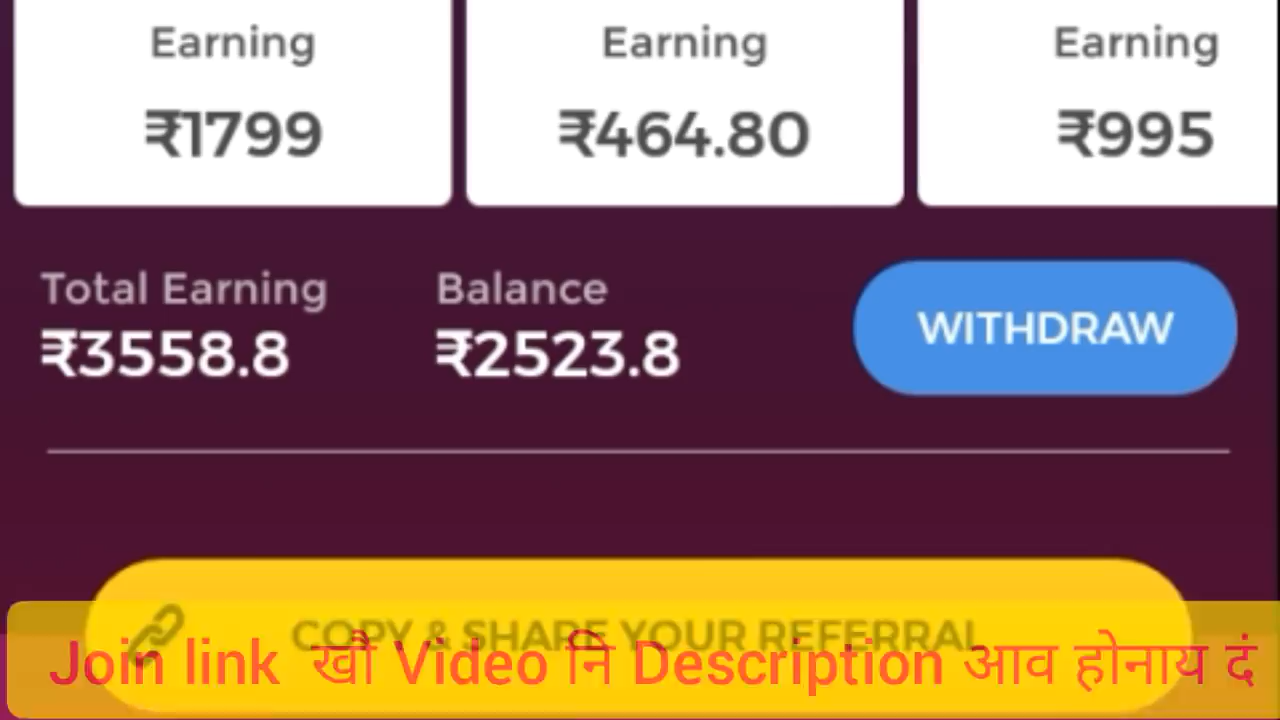 Earning Earning Earning
₹1799 ₹464.80 ₹995
Total Earning Balance
₹3558.8 ₹2523.8 WITHDRAW
COPY & SHARE YOUR REFERRAL
Join link खौ Video नि Description आव होनाय दं